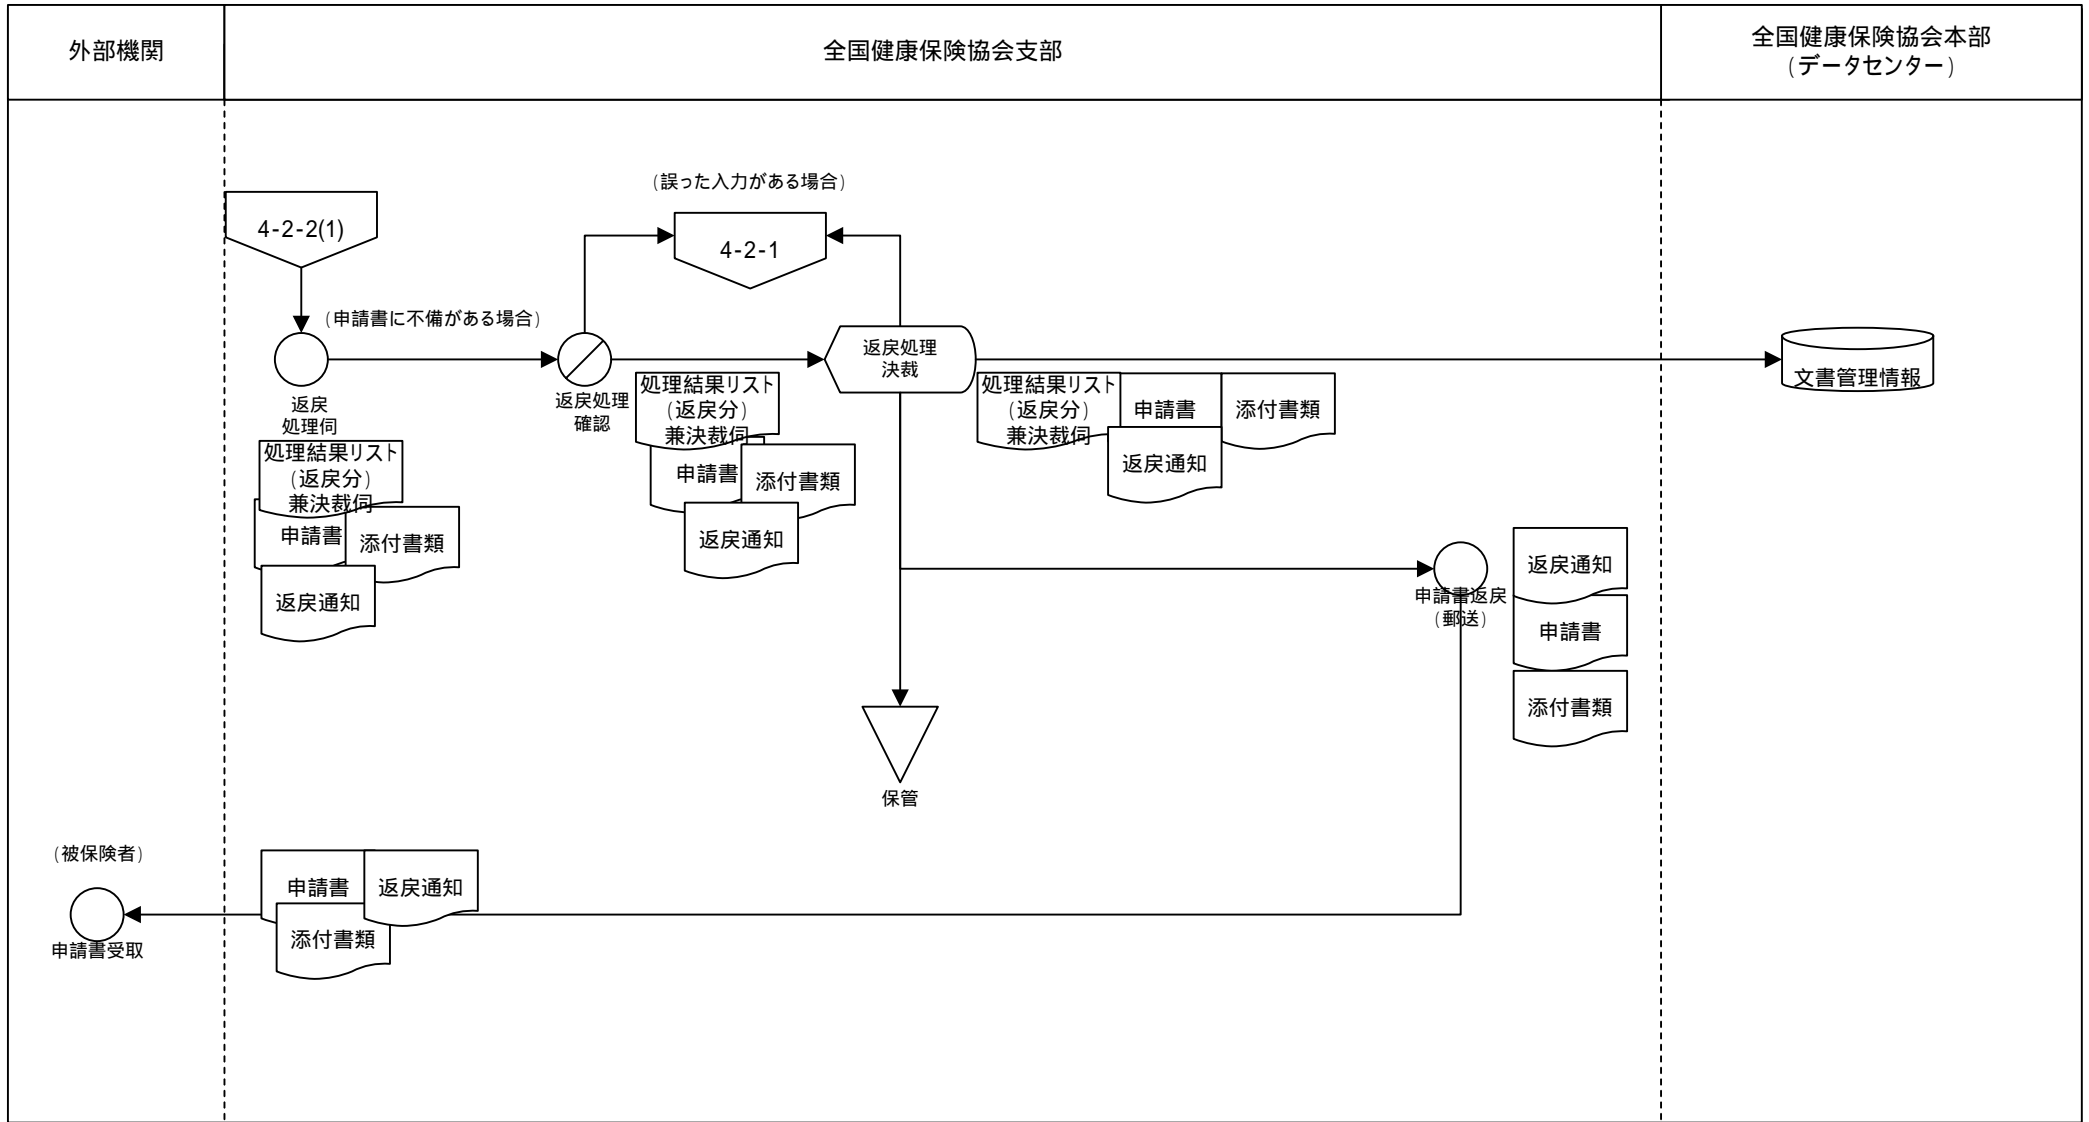 外部機関
全国健康保険協会支部
全国健康保険協会本部
(データセンター)
(誤った入力がある場合)
4-2-2(1)
4-2-1
(申請書に不備がある場合)
返戻
処理伺
返戻処理
確認
返戻処理
決裁
文書管理情報
処理結果リスト
(返戻分)
兼決裁伺
申請書
添付書類
返戻通知
処理結果リスト
(返戻分)
兼決裁伺
申請書
添付書類
返戻通知
処理結果リスト
(返戻分)
兼決裁伺
申請書
添付書類
返戻通知
申請書返戻
(郵送)
返戻通知
申請書
添付書類
保管
(被保険者)
申請書受取
申請書
返戻通知
添付書類